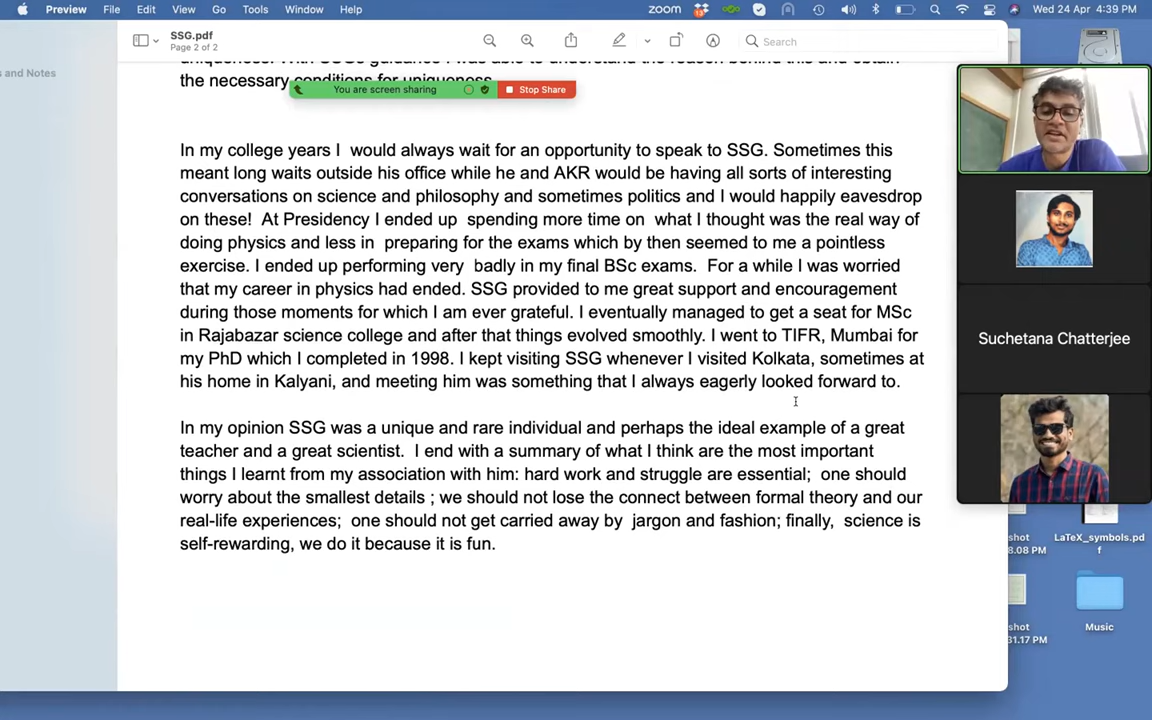 Preview File Edit View Go Tools Window Help zoom 13 Wed 24 Apr 4:39 PM
SSG.pdf
Page 2 of 2
Search
s and Notes
the necessary conditions for uniqueness.
You are screen sharing Stop Share
In my college years I would always wait for an opportunity to speak to SSG. Sometimes this
meant long waits outside his office while he and AKR would be having all sorts of interesting
conversations on science and philosophy and sometimes politics and I would happily eavesdrop
on these! At Presidency I ended up spending more time on what I thought was the real way of
doing physics and less in preparing for the exams which by then seemed to me a pointless
exercise. I ended up performing very badly in my final BSc exams. For a while I was worried
that my career in physics had ended. SSG provided to me great support and encouragement
during those moments for which I am ever grateful. I eventually managed to get a seat for MSc
in Rajabazar science college and after that things evolved smoothly. I went to TIFR, Mumbai for
my PhD which I completed in 1998. I kept visiting SSG whenever I visited Kolkata, sometimes at
his home in Kalyani, and meeting him was something that I always eagerly looked forward to.
In my opinion SSG was a unique and rare individual and perhaps the ideal example of a great
teacher and a great scientist. I end with a summary of what I think are the most important
things I learnt from my association with him: hard work and struggle are essential; one should
worry about the smallest details ; we should not lose the connect between formal theory and our
real-life experiences; one should not get carried away by jargon and fashion; finally, science is
self-rewarding, we do it because it is fun.
Suchetana Chatterjee
shot
8.08 PM
LaTeX_symbols.pd
f
shot
31.17 PM
Music